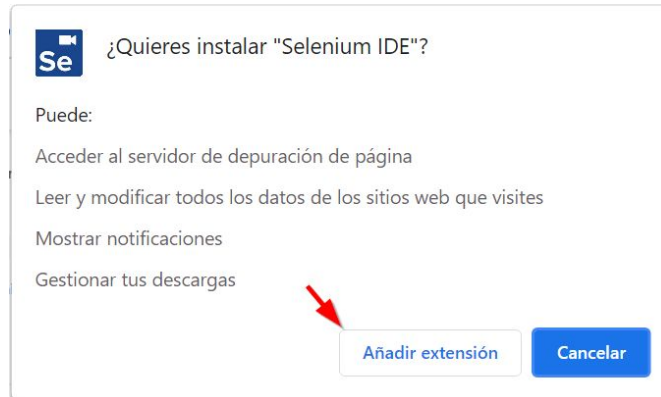 Se
¿Quieres instalar "Selenium IDE"?
Puede:
Acceder al servidor de depuración de página
Leer y modificar todos los datos de los sitios web que visites
Mostrar notificaciones
Gestionar tus descargas
Añadir extensión
Cancelar